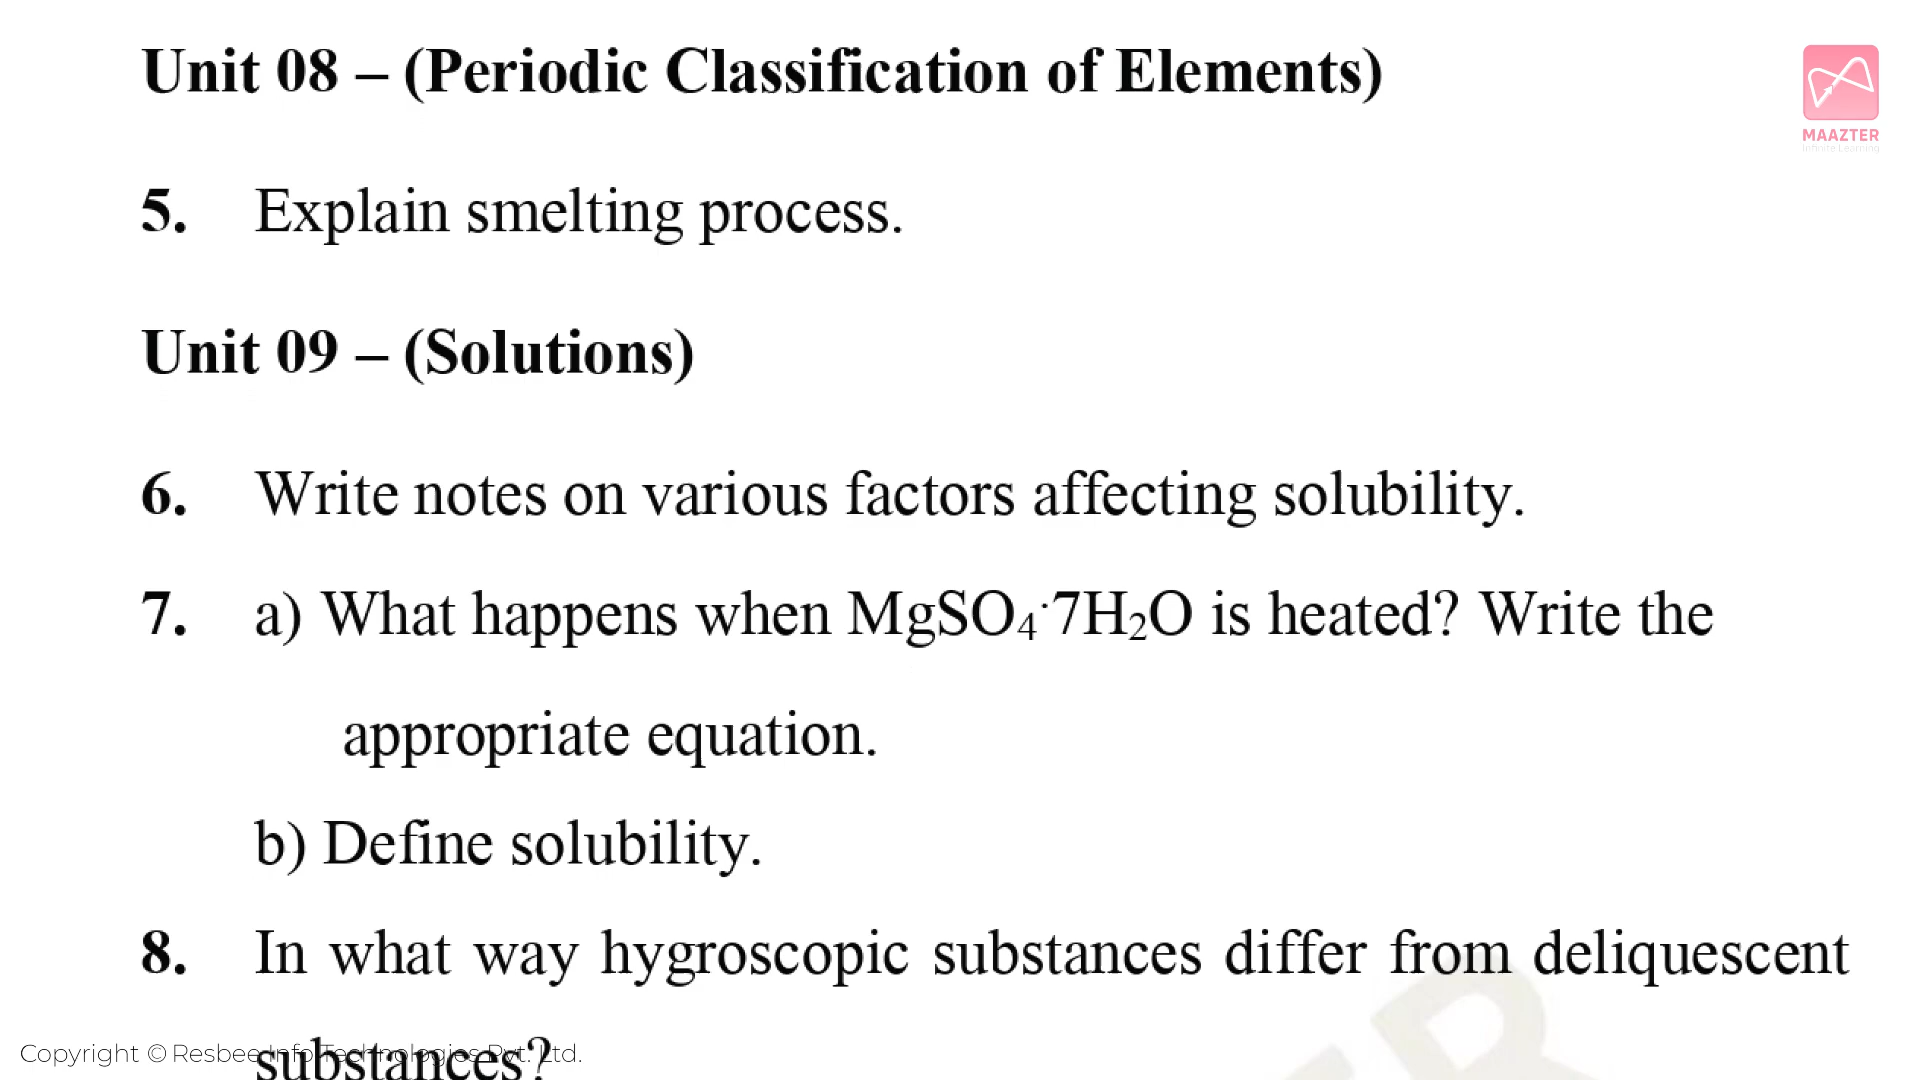 Unit 08 – (Periodic Classification of Elements)
MAAZTER
Infinite Learning
5. Explain smelting process.
Unit 09 – (Solutions)
6. Write notes on various factors affecting solubility.
7. a) What happens when MgSO₄·7H₂O is heated? Write the
appropriate equation.
b) Define solubility.
8. In what way hygroscopic substances differ from deliquescent
substances?
Copyright © Resbee Info Technologies Pvt. Ltd.